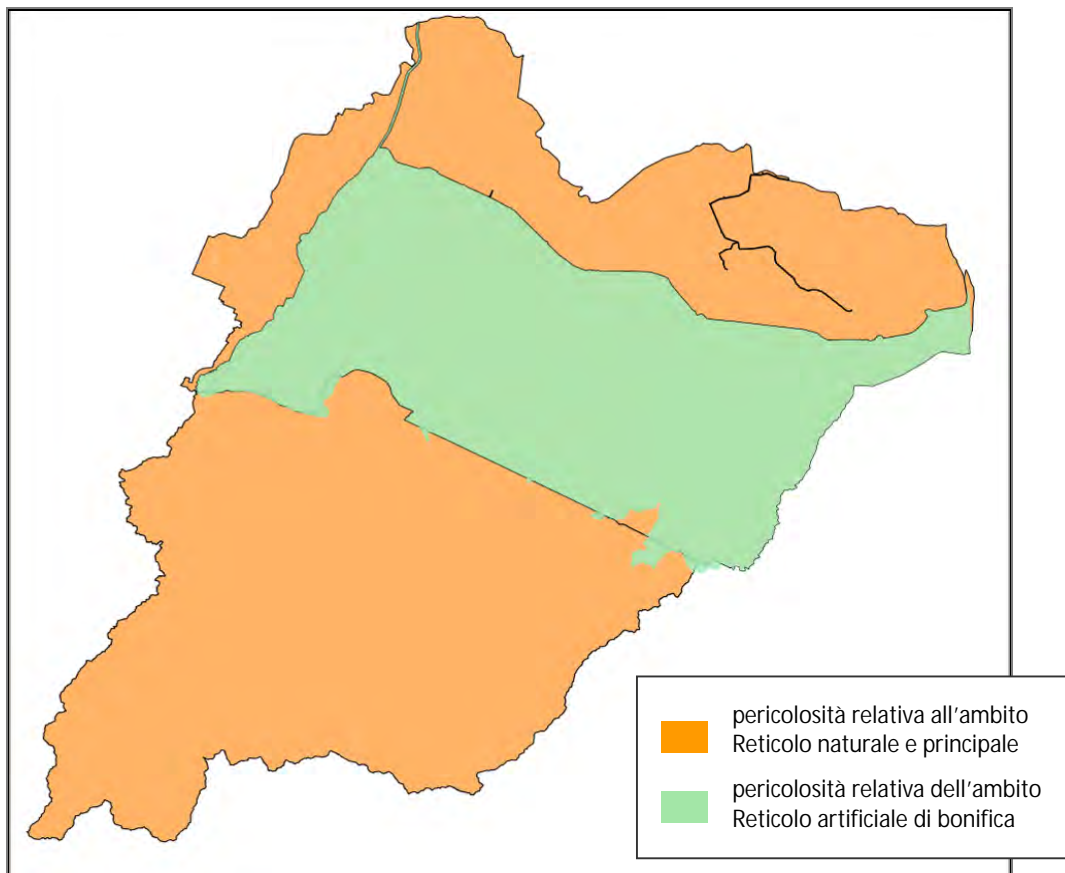 pericolosità relativa all'ambito
Reticolo naturale e principale
pericolosità relativa dell'ambito
Reticolo artificiale di bonifica